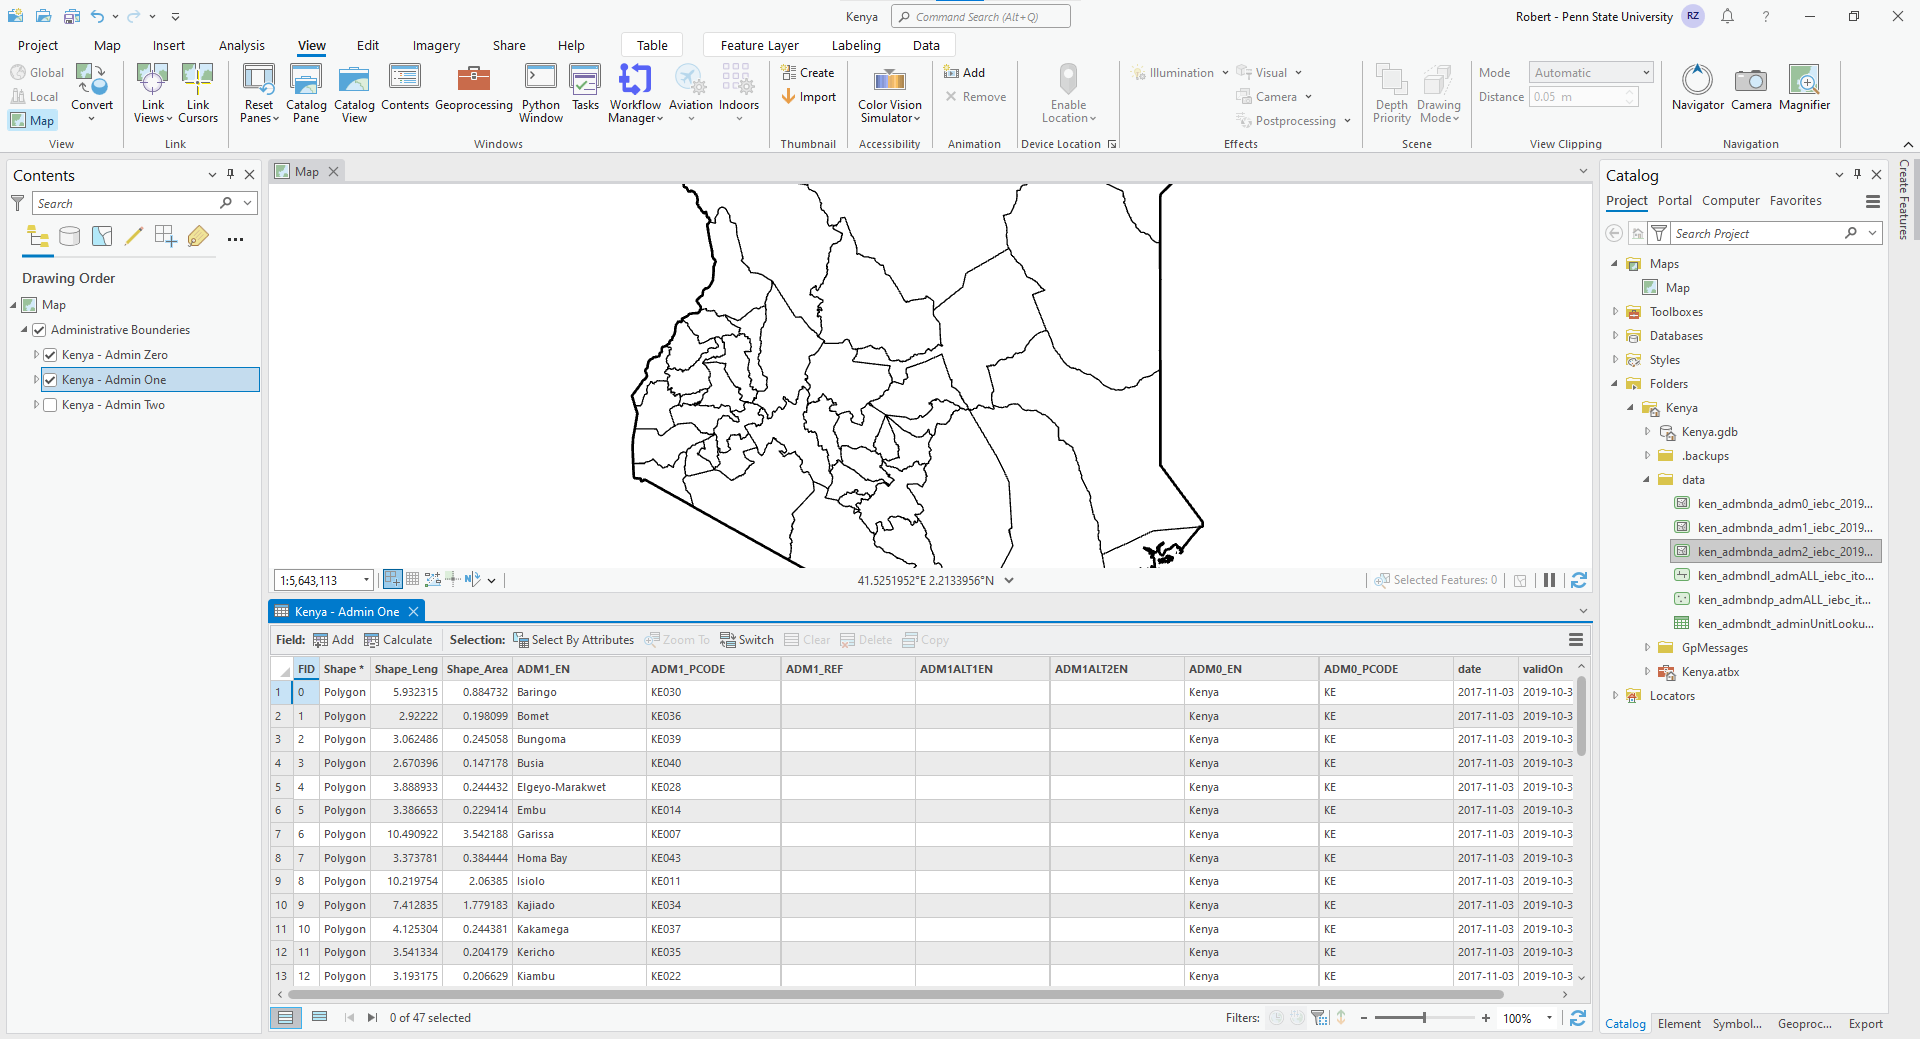 Kenya
Command Search (Alt+Q)
Robert - Penn State University
RZ
?
Project Map Insert Analysis View Edit Imagery Share Help Table Feature Layer Labeling Data
Global
Local
Map
Convert
View
Link Views
Link Cursors
Link
Reset Panes
Catalog Pane
Catalog View
Contents
Geoprocessing
Python Window
Tasks
Workflow Manager
Aviation
Indoors
Windows
Create
Import
Thumbnail
Color Vision Simulator
Accessibility
Add
Remove
Animation
Enable Location
Device Location
Illumination
Visual
Camera
Postprocessing
Effects
Depth Priority
Drawing Mode
Scene
Mode Automatic
Distance 0.05 m
View Clipping
Navigator
Camera
Magnifier
Navigation
Contents
Search
Drawing Order
Map
Administrative Bounderies
Kenya - Admin Zero
Kenya - Admin One
Kenya - Admin Two
Map
1:5,643,113
41.5251952°E 2.2133956°N
Selected Features: 0
Kenya - Admin One
Field: Add Calculate Selection: Select By Attributes Zoom To Switch Clear Delete Copy
FID Shape * Shape_Leng Shape_Area ADM1_EN ADM1_PCODE ADM1_REF ADM1ALT1EN ADM1ALT2EN ADM0_EN ADM0_PCODE date validOn
1 0 Polygon 5.932315 0.884732 Baringo KE030 Kenya KE 2017-11-03 2019-10-3
2 1 Polygon 2.92222 0.198099 Bomet KE036 Kenya KE 2017-11-03 2019-10-3
3 2 Polygon 3.062486 0.245058 Bungoma KE039 Kenya KE 2017-11-03 2019-10-3
4 3 Polygon 2.670396 0.147178 Busia KE040 Kenya KE 2017-11-03 2019-10-3
5 4 Polygon 3.888933 0.244432 Elgeyo-Marakwet KE028 Kenya KE 2017-11-03 2019-10-3
6 5 Polygon 3.386653 0.229414 Embu KE014 Kenya KE 2017-11-03 2019-10-3
7 6 Polygon 10.490922 3.542188 Garissa KE007 Kenya KE 2017-11-03 2019-10-3
8 7 Polygon 3.373781 0.384444 Homa Bay KE043 Kenya KE 2017-11-03 2019-10-3
9 8 Polygon 10.219754 2.06385 Isiolo KE011 Kenya KE 2017-11-03 2019-10-3
10 9 Polygon 7.412835 1.779183 Kajiado KE034 Kenya KE 2017-11-03 2019-10-3
11 10 Polygon 4.125304 0.244381 Kakamega KE037 Kenya KE 2017-11-03 2019-10-3
12 11 Polygon 3.541334 0.204179 Kericho KE035 Kenya KE 2017-11-03 2019-10-3
13 12 Polygon 3.193175 0.206629 Kiambu KE022 Kenya KE 2017-11-03 2019-10-3
0 of 47 selected
Filters:
100%
Catalog
Project Portal Computer Favorites
Search Project
Maps
Map
Toolboxes
Databases
Styles
Folders
Kenya
Kenya.gdb
.backups
data
ken_admbnda_adm0_iebc_2019...
ken_admbnda_adm1_iebc_2019...
ken_admbnda_adm2_iebc_2019...
ken_admbndl_admALL_iebc_ito...
ken_admbndp_admALL_iebc_it...
ken_admbndt_adminUnitLooku...
GpMessages
Kenya.atbx
Locators
Catalog Element Symbol... Geoproc... Export
Create Features